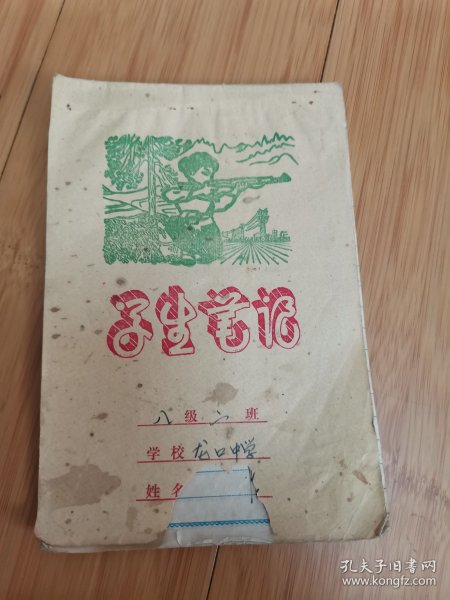 学生笔记
八级二班
学校龙口中学
姓名
孔夫子旧书网
www.kongfz.com